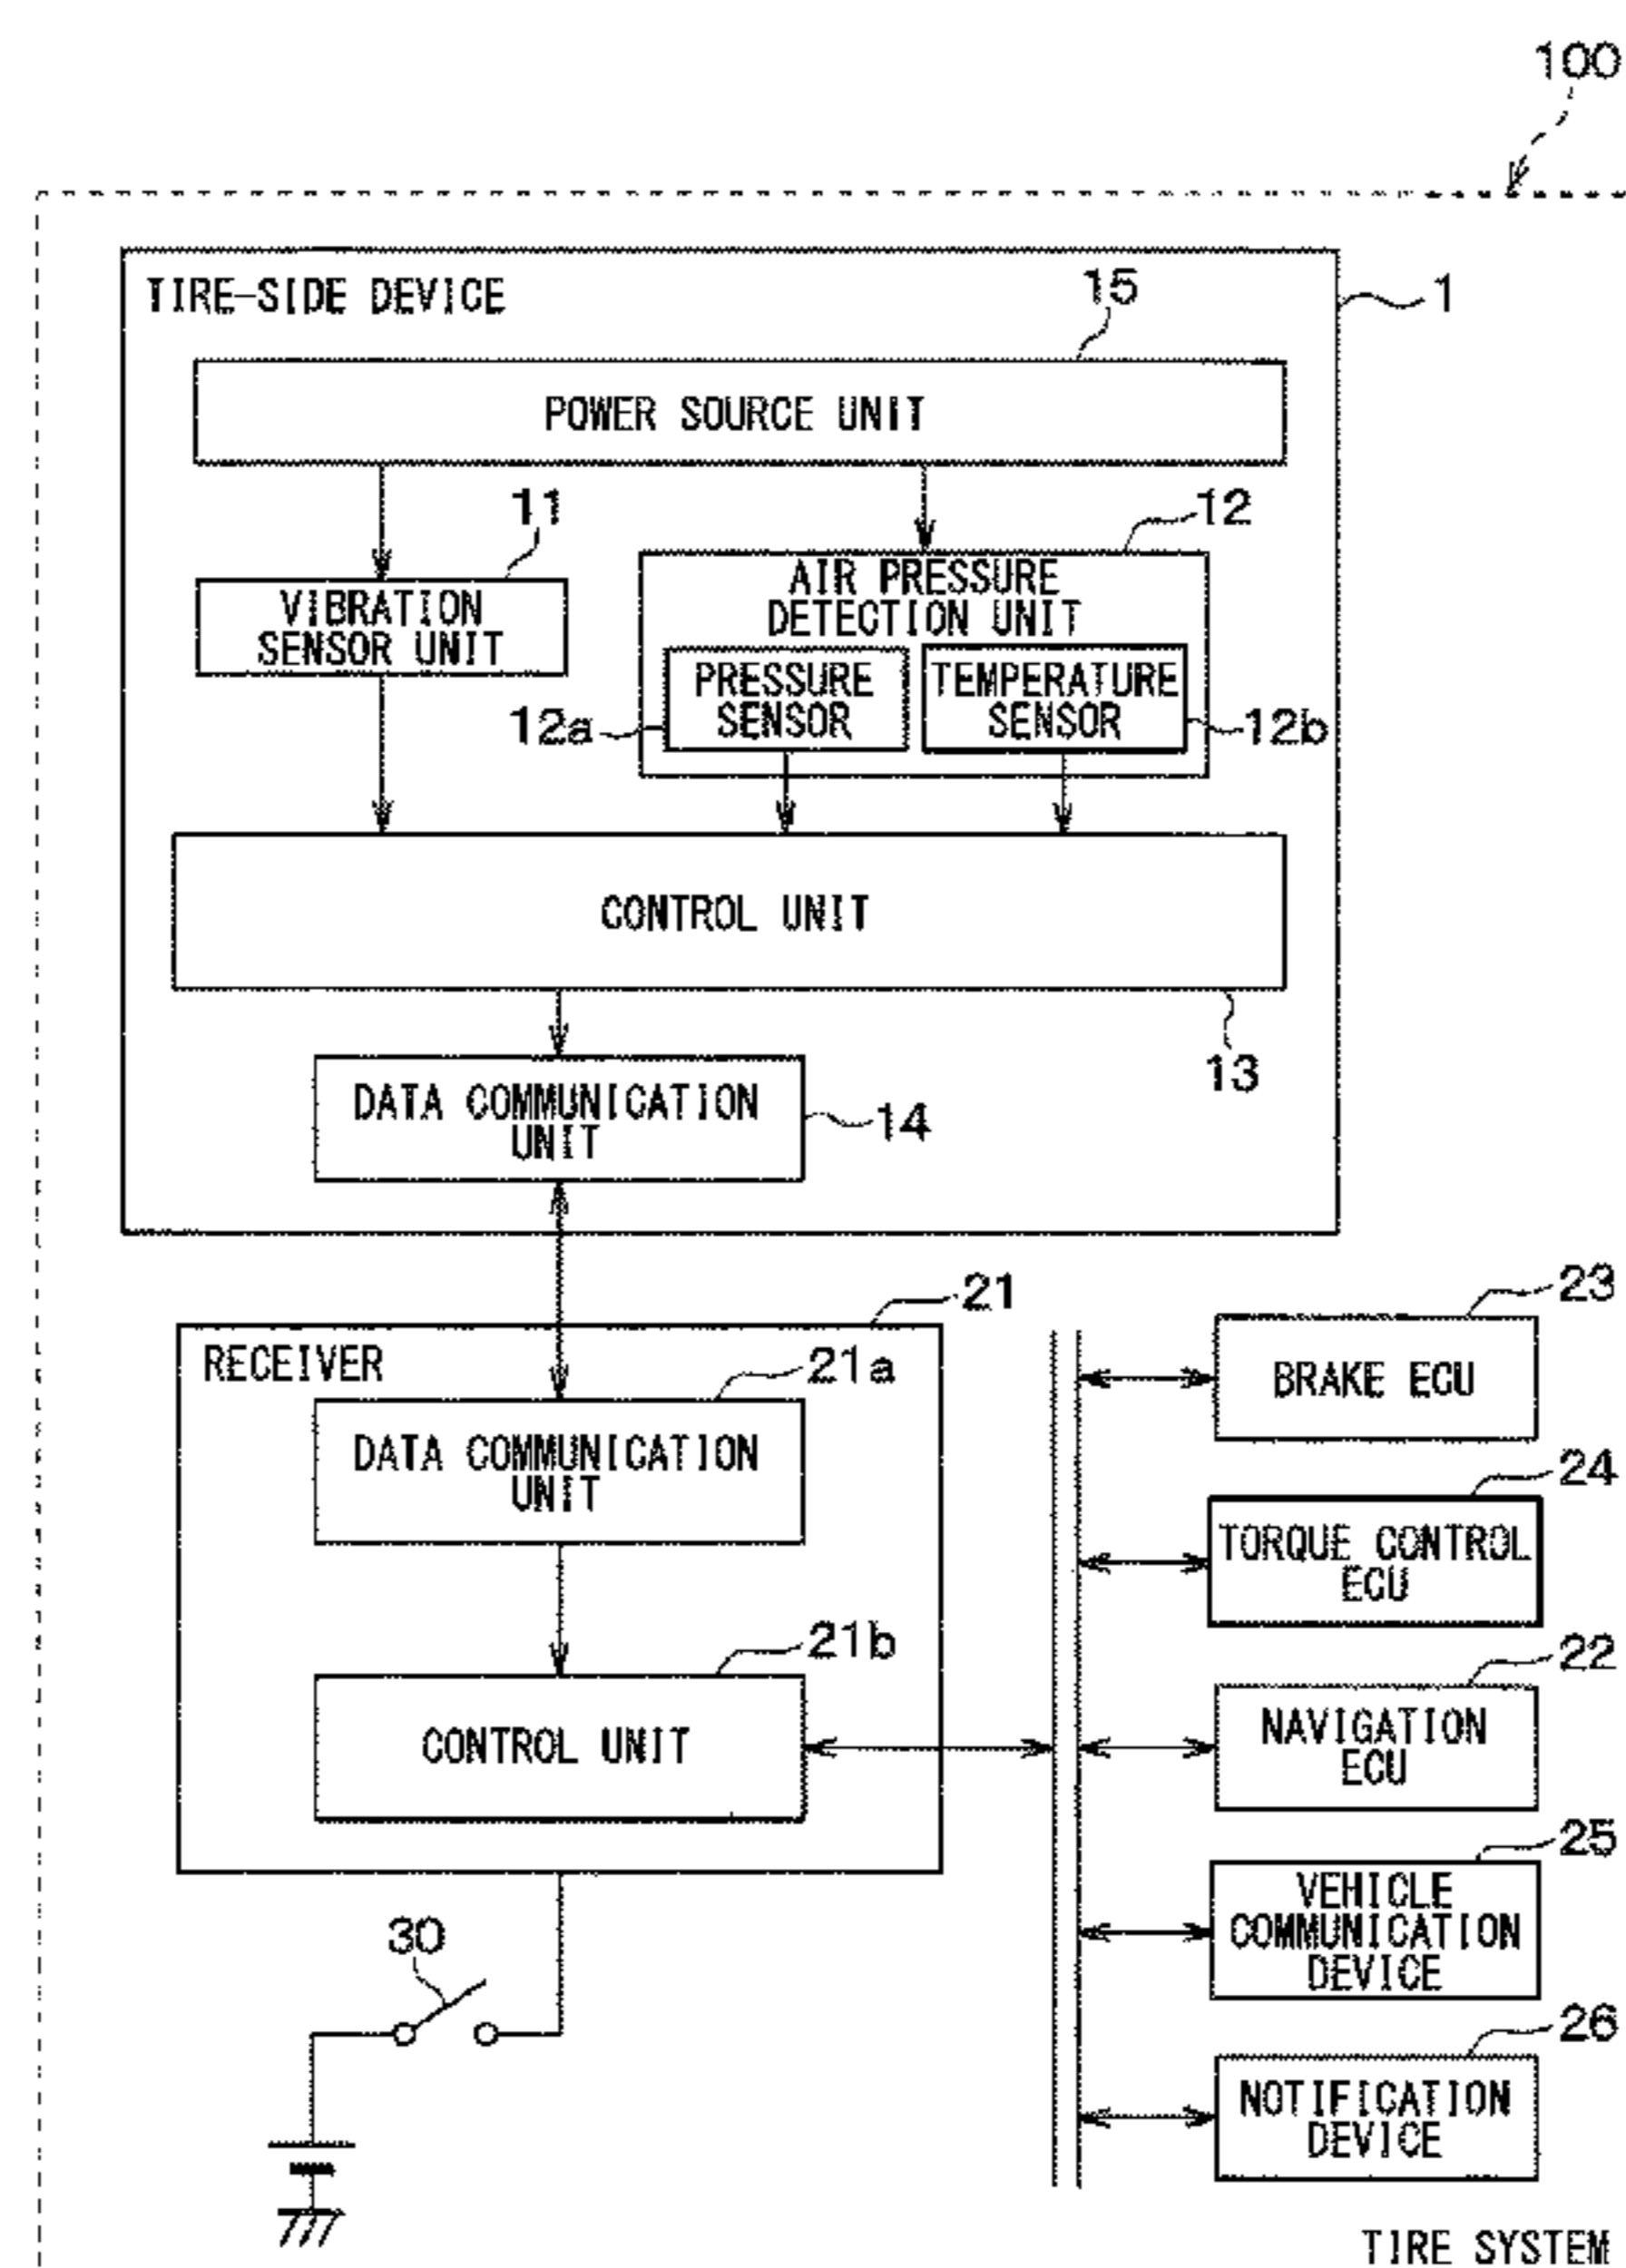 100
TIRE-SIDE DEVICE
15
1
POWER SOURCE UNIT
11
12
VIBRATION
SENSOR UNIT
AIR PRESSURE
DETECTION UNIT
PRESSURE
SENSOR
TEMPERATURE
SENSOR
12a
12b
CONTROL UNIT
13
DATA COMMUNICATION
UNIT
14
21
RECEIVER
21a
DATA COMMUNICATION
UNIT
21b
CONTROL UNIT
23
BRAKE ECU
24
TORQUE CONTROL
ECU
22
NAVIGATION
ECU
25
VEHICLE
COMMUNICATION
DEVICE
30
26
NOTIFICATION
DEVICE
TIRE SYSTEM